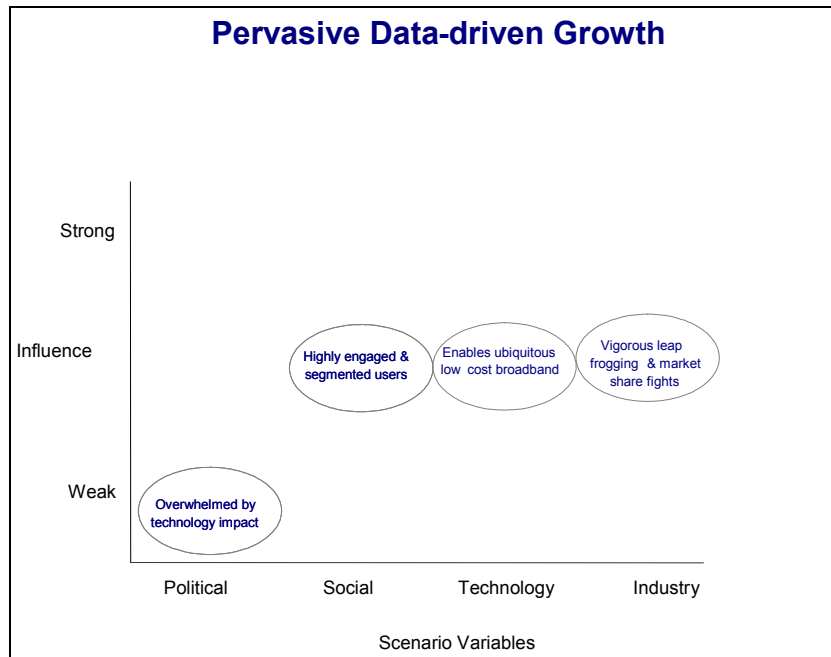 Pervasive Data-driven Growth
Strong
Influence
Weak
Highly engaged &
segmented users
Enables ubiquitous
low cost broadband
Vigorous leap
frogging & market
share fights
Overwhelmed by
technology impact
Political
Social
Technology
Industry
Scenario Variables